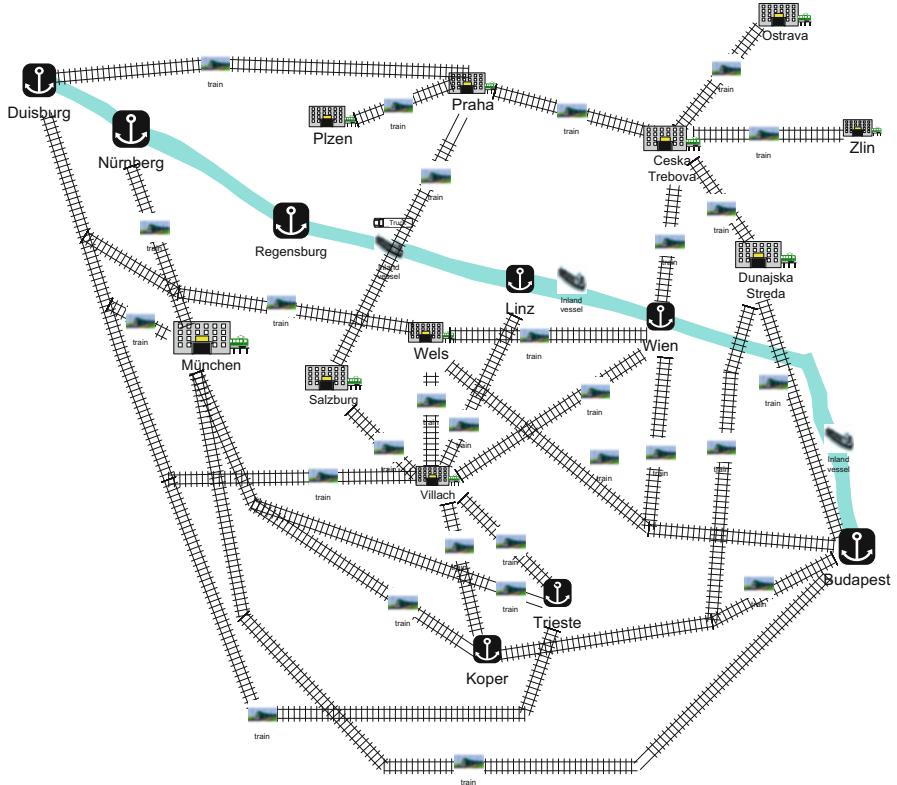 Ostrava
train
train
Duisburg
Praha
train
train
Plzen
train
Zlin
Nürnberg
Ceska
Trebova
train
train
Truck
train
Regensburg
train
Inland
vessel
Dunajska
Streda
Inland
vessel
Linz
train
train
Wien
train
Wels
München
train
Salzburg
train
train
train
train
train
Inland
vessel
train
train
train
train
Villach
train
train
Budapest
train
train
train
Trieste
Koper
train
train